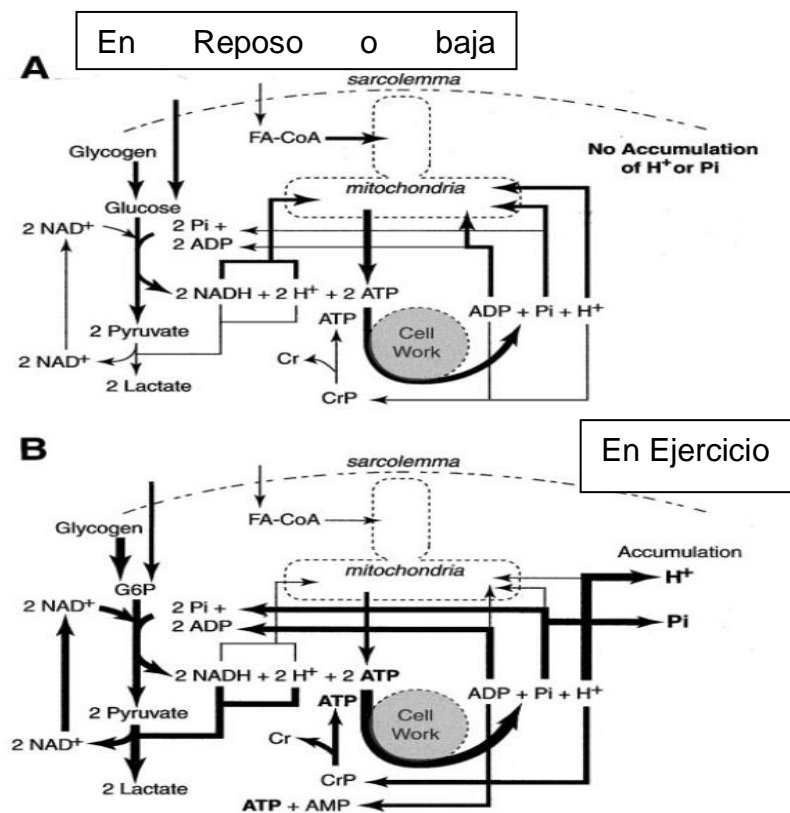 En Reposo o baja
A
sarcolemma
FA-CoA
Glycogen
No Accumulation
of H⁺ or Pi
mitochondria
Glucose
2 NAD⁺
2 Pi +
2 ADP
2 NADH + 2 H⁺ + 2 ATP
ADP + Pi + H⁺
ATP
2 Pyruvate
Cell
Work
Cr
2 NAD⁺
2 Lactate
CrP
B
En Ejercicio
sarcolemma
FA-CoA
Glycogen
Accumulation
mitochondria
H⁺
G6P
2 NAD⁺
2 Pi +
Pi
2 ADP
2 NADH + 2 H⁺ + 2 ATP
ADP + Pi + H⁺
ATP
2 Pyruvate
Cell
Work
Cr
2 NAD⁺
CrP
2 Lactate
ATP + AMP